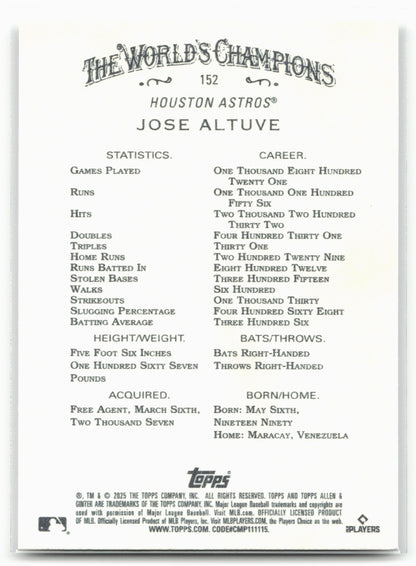 THE WORLD'S CHAMPIONS
152
HOUSTON ASTROS®
JOSE ALTUVE
STATISTICS. CAREER.
GAMES PLAYED ONE THOUSAND EIGHT HUNDRED
TWENTY ONE
RUNS ONE THOUSAND ONE HUNDRED
FIFTY SIX
HITS TWO THOUSAND TWO HUNDRED
THIRTY TWO
DOUBLES FOUR HUNDRED THIRTY ONE
TRIPLES THIRTY ONE
HOME RUNS TWO HUNDRED TWENTY NINE
RUNS BATTED IN EIGHT HUNDRED TWELVE
STOLEN BASES THREE HUNDRED FIFTEEN
WALKS SIX HUNDRED
STRIKEOUTS ONE THOUSAND THIRTY
SLUGGING PERCENTAGE FOUR HUNDRED SIXTY EIGHT
BATTING AVERAGE THREE HUNDRED SIX
HEIGHT/WEIGHT. BATS/THROWS.
FIVE FOOT SIX INCHES BATS RIGHT-HANDED
ONE HUNDRED SIXTY SEVEN THROWS RIGHT-HANDED
POUNDS
ACQUIRED. BORN/HOME.
FREE AGENT, MARCH SIXTH, BORN: MAY SIXTH,
TWO THOUSAND SEVEN NINETEEN NINETY
HOME: MARACAY, VENEZUELA
topps
®, TM & © 2025 THE TOPPS COMPANY, INC. ALL RIGHTS RESERVED. TOPPS AND TOPPS ALLEN &
GINTER ARE TRADEMARKS OF THE TOPPS COMPANY, INC. Major League Baseball trademarks and copyrights are
used with permission of Major League Baseball. Visit MLB.com. OFFICIALLY LICENSED PRODUCT
OF MLB. Officially Licensed Product of MLB Players, Inc. Visit MLBPLAYERS.com, the Players Choice on the web.
WWW.TOPPS.COM. CODE#CMP111115.
PLAYERS